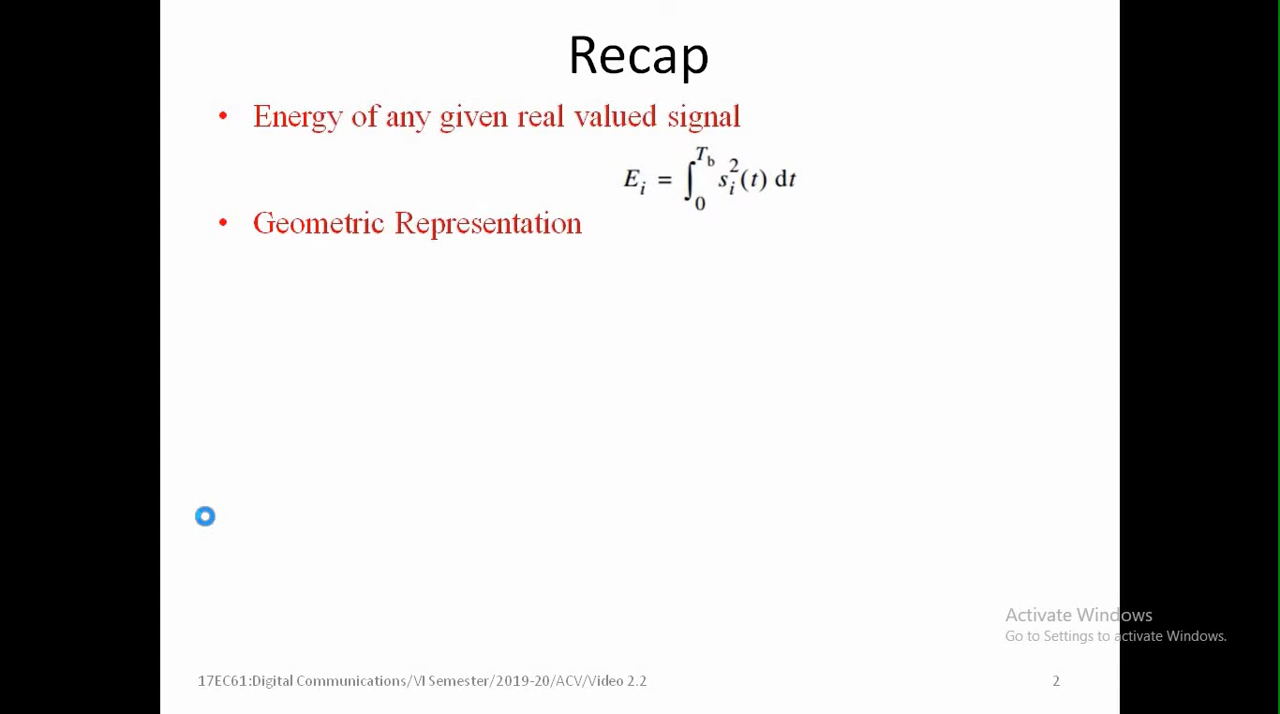 Recap
• Energy of any given real valued signal
E_i = ∫_0^{T_b} s_i^2(t) dt
• Geometric Representation
Activate Windows
Go to Settings to activate Windows.
17EC61:Digital Communications/VI Semester/2019-20/ACV/Video 2.2 2